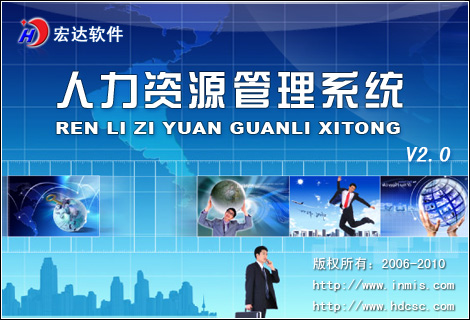 宏达软件
人力资源管理系统
REN LI ZI YUAN GUANLI XITONG
V2.0
版权所有：2006-2010
http://www.inmis.com
http://www.hdcsc.com